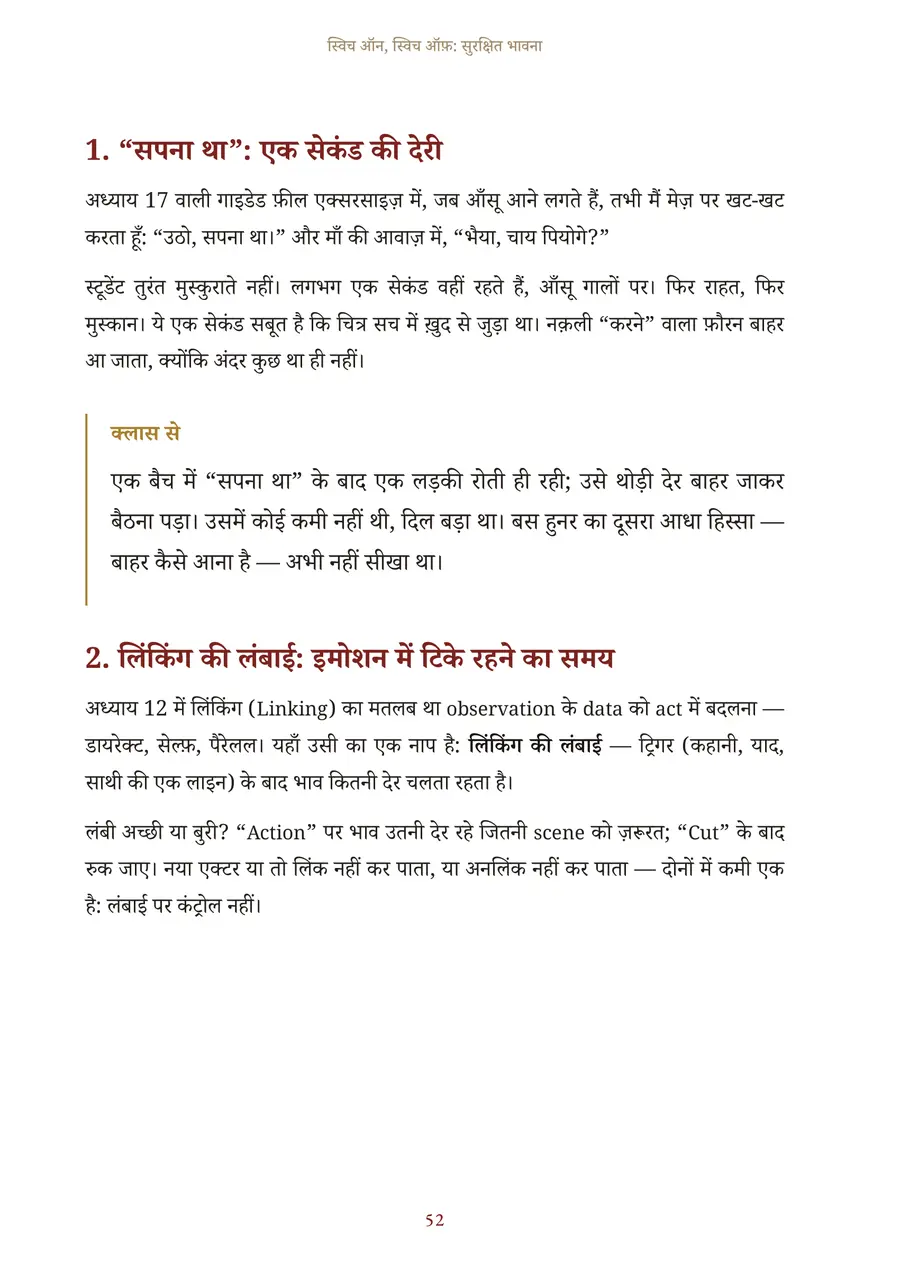 स्विच ऑन, स्विच ऑफ़: सुरक्षित भावना
1. “सपना था”: एक सेकंड की देरी
अध्याय 17 वाली गाइडेड फ़ील एक्सरसाइज़ में, जब आँसू आने लगते हैं, तभी मैं मेज़ पर खट-खट
करता हूँ: “उठो, सपना था।” और माँ की आवाज़ में, “भैया, चाय पियोगे?”
स्टूडेंट तुरंत मुस्कुराते नहीं। लगभग एक सेकंड वहीं रहते हैं, आँसू गालों पर। फिर राहत, फिर
मुस्कान। ये एक सेकंड सबूत है कि चित्र सच में ख़ुद से जुड़ा था। नक़ली “करने” वाला फ़ौरन बाहर
आ जाता, क्योंकि अंदर कुछ था ही नहीं।
क्लास से
एक बैच में “सपना था” के बाद एक लड़की रोती ही रही; उसे थोड़ी देर बाहर जाकर
बैठना पड़ा। उसमें कोई कमी नहीं थी, दिल बड़ा था। बस हुनर का दूसरा आधा हिस्सा —
बाहर कैसे आना है — अभी नहीं सीखा था।
2. लिंकिंग की लंबाई: इमोशन में टिके रहने का समय
अध्याय 12 में लिंकिंग (Linking) का मतलब था observation के data को act में बदलना —
डायरेक्ट, सेल्फ़, पैरेलल। यहाँ उसी का एक नाप है: लिंकिंग की लंबाई — ट्रिगर (कहानी, याद,
साथी की एक लाइन) के बाद भाव कितनी देर चलता रहता है।
लंबी अच्छी या बुरी? “Action” पर भाव उतनी देर रहे जितनी scene को ज़रूरत; “Cut” के बाद
रुक जाए। नया एक्टर या तो लिंक नहीं कर पाता, या अनलिंक नहीं कर पाता — दोनों में कमी एक
है: लंबाई पर कंट्रोल नहीं।
52